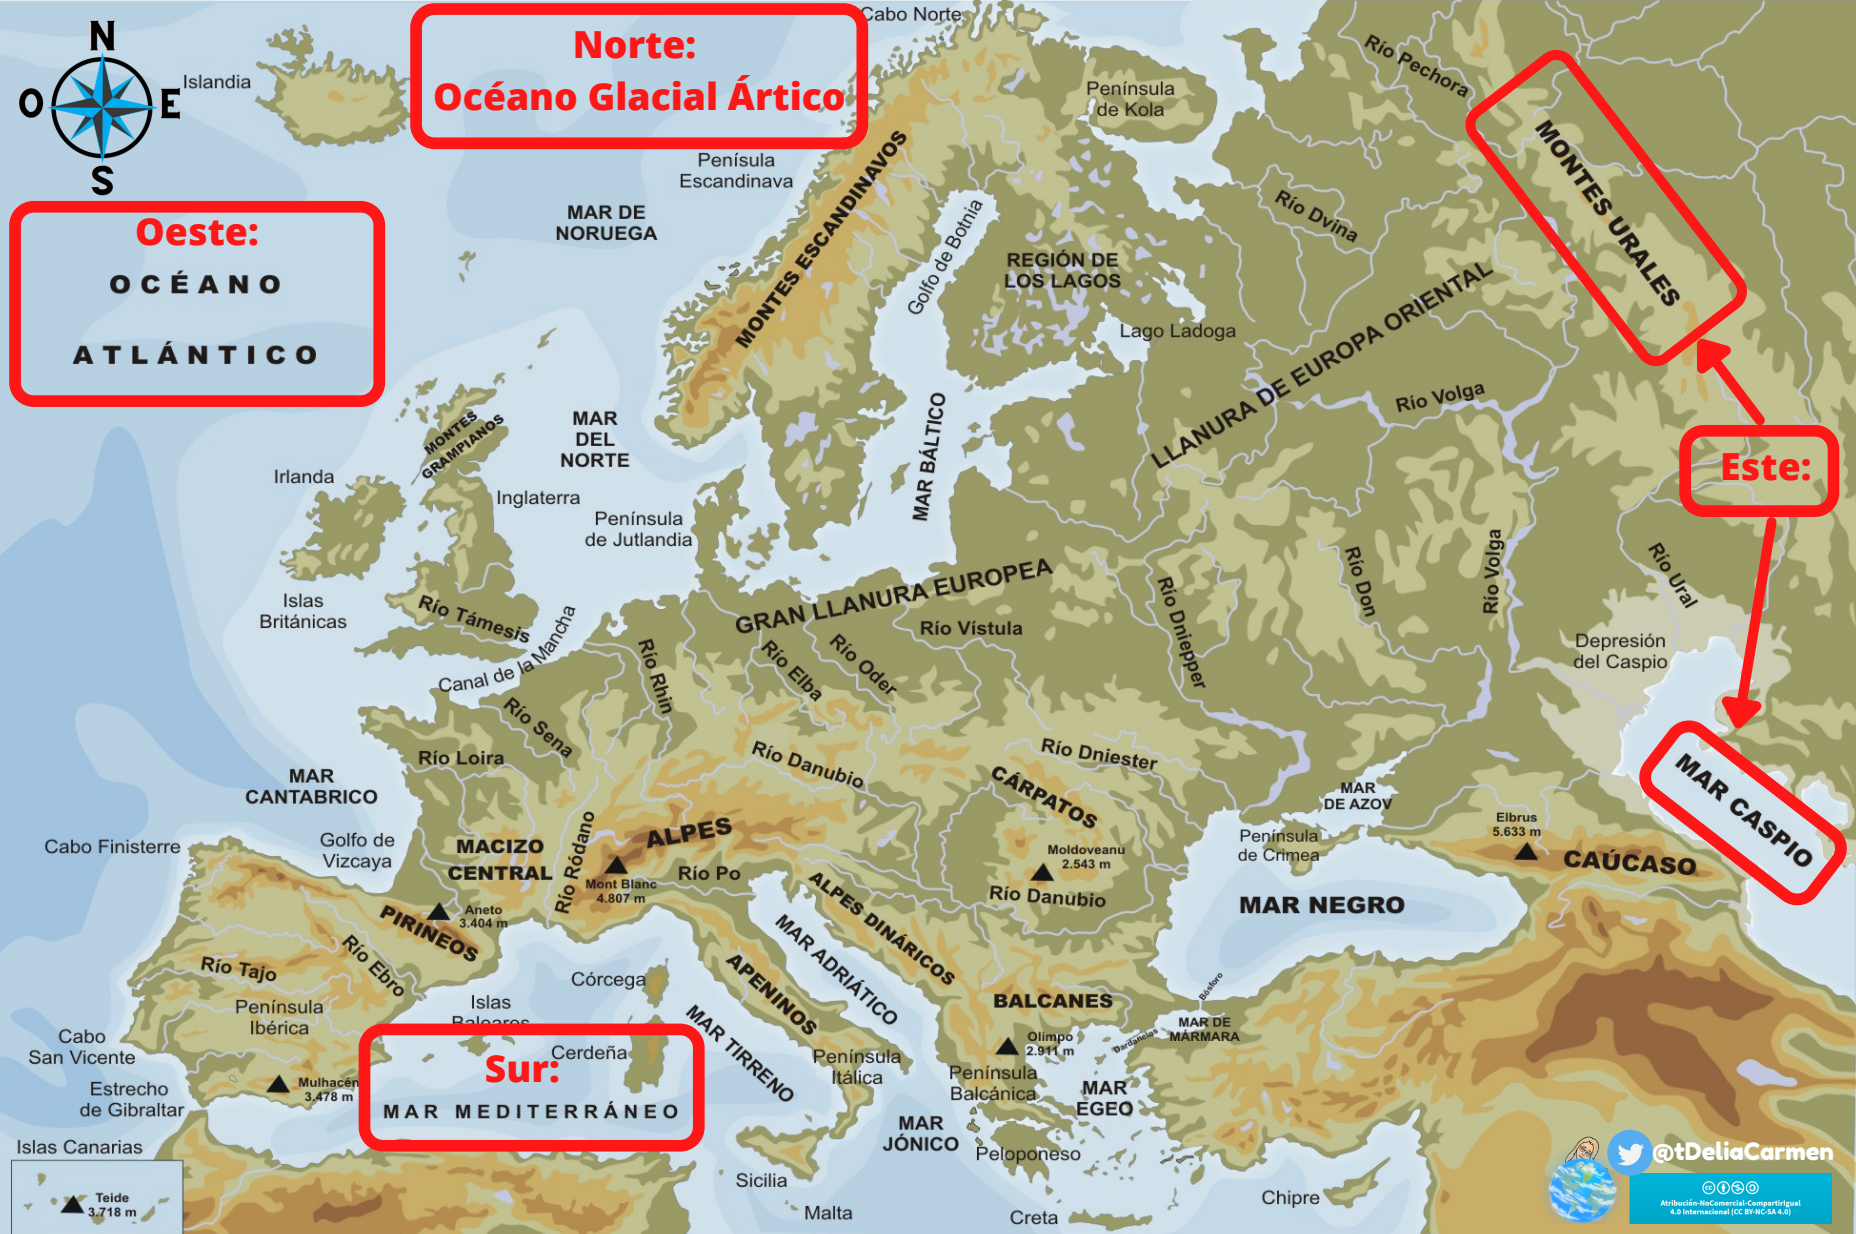 Cabo Norte
N
O
E
S
Islandia
Norte:
Océano Glacial Ártico
Río Pechora
Península
de Kola
MONTES URALES
Penísula
Escandinava
MONTES ESCANDINAVOS
Oeste:
OCÉANO
ATLÁNTICO
MAR DE
NORUEGA
Golfo de Botnia
REGIÓN DE
LOS LAGOS
Río Dvina
Lago Ladoga
LLANURA DE EUROPA ORIENTAL
Río Volga
MONTES
GRAMPIANOS
MAR
DEL
NORTE
MAR BÁLTICO
Este:
Irlanda
Inglaterra
Península
de Jutlandia
Río Volga
Río Don
Río Ural
Río Dniepper
GRAN LLANURA EUROPEA
Islas
Británicas
Río Támesis
Canal de la Mancha
Río Rhin
Río Elba
Río Oder
Río Vístula
Depresión
del Caspio
Río Sena
Río Loira
Río Danubio
Río Dniester
CÁRPATOS
MAR
CANTABRICO
MAR
DE AZOV
MAR CASPIO
Cabo Finisterre
Golfo de
Vizcaya
MACIZO
CENTRAL
Río Ródano
ALPES
Mont Blanc
4.807 m
Río Po
Moldoveanu
2.543 m
Río Danubio
Península
de Crimea
Elbrus
5.633 m
CAÚCASO
MAR NEGRO
Aneto
3.404 m
PIRINEOS
Río Ebro
Río Tajo
Península
Ibérica
ALPES DINÁRICOS
MAR ADRIÁTICO
APENINOS
Córcega
Islas
Baleares
BALCANES
Bósforo
Dardanelos
MAR DE
MÁRMARA
Cabo
San Vicente
Estrecho
de Gibraltar
Mulhacén
3.478 m
Sur:
MAR MEDITERRÁNEO
Cerdeña
MAR TIRRENO
Península
Itálica
Olimpo
2.911 m
Península
Balcánica
MAR
EGEO
MAR
JÓNICO
Peloponeso
Islas Canarias
Teide
3.718 m
Sicilia
Malta
Creta
Chipre
@tDeliaCarmen
Atribución-NoComercial-CompartirIgual
4.0 Internacional (CC BY-NC-SA 4.0)